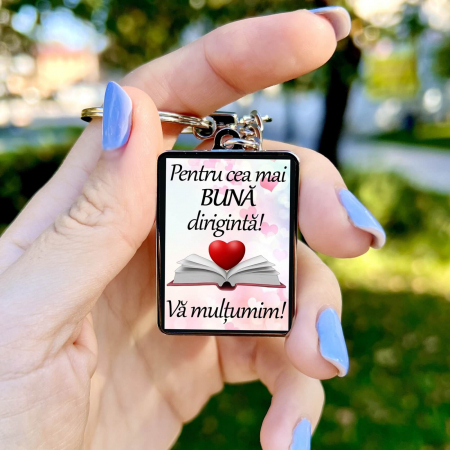 Pentru cea mai
BUNĂ
dirigintă!
Vă mulțumim!